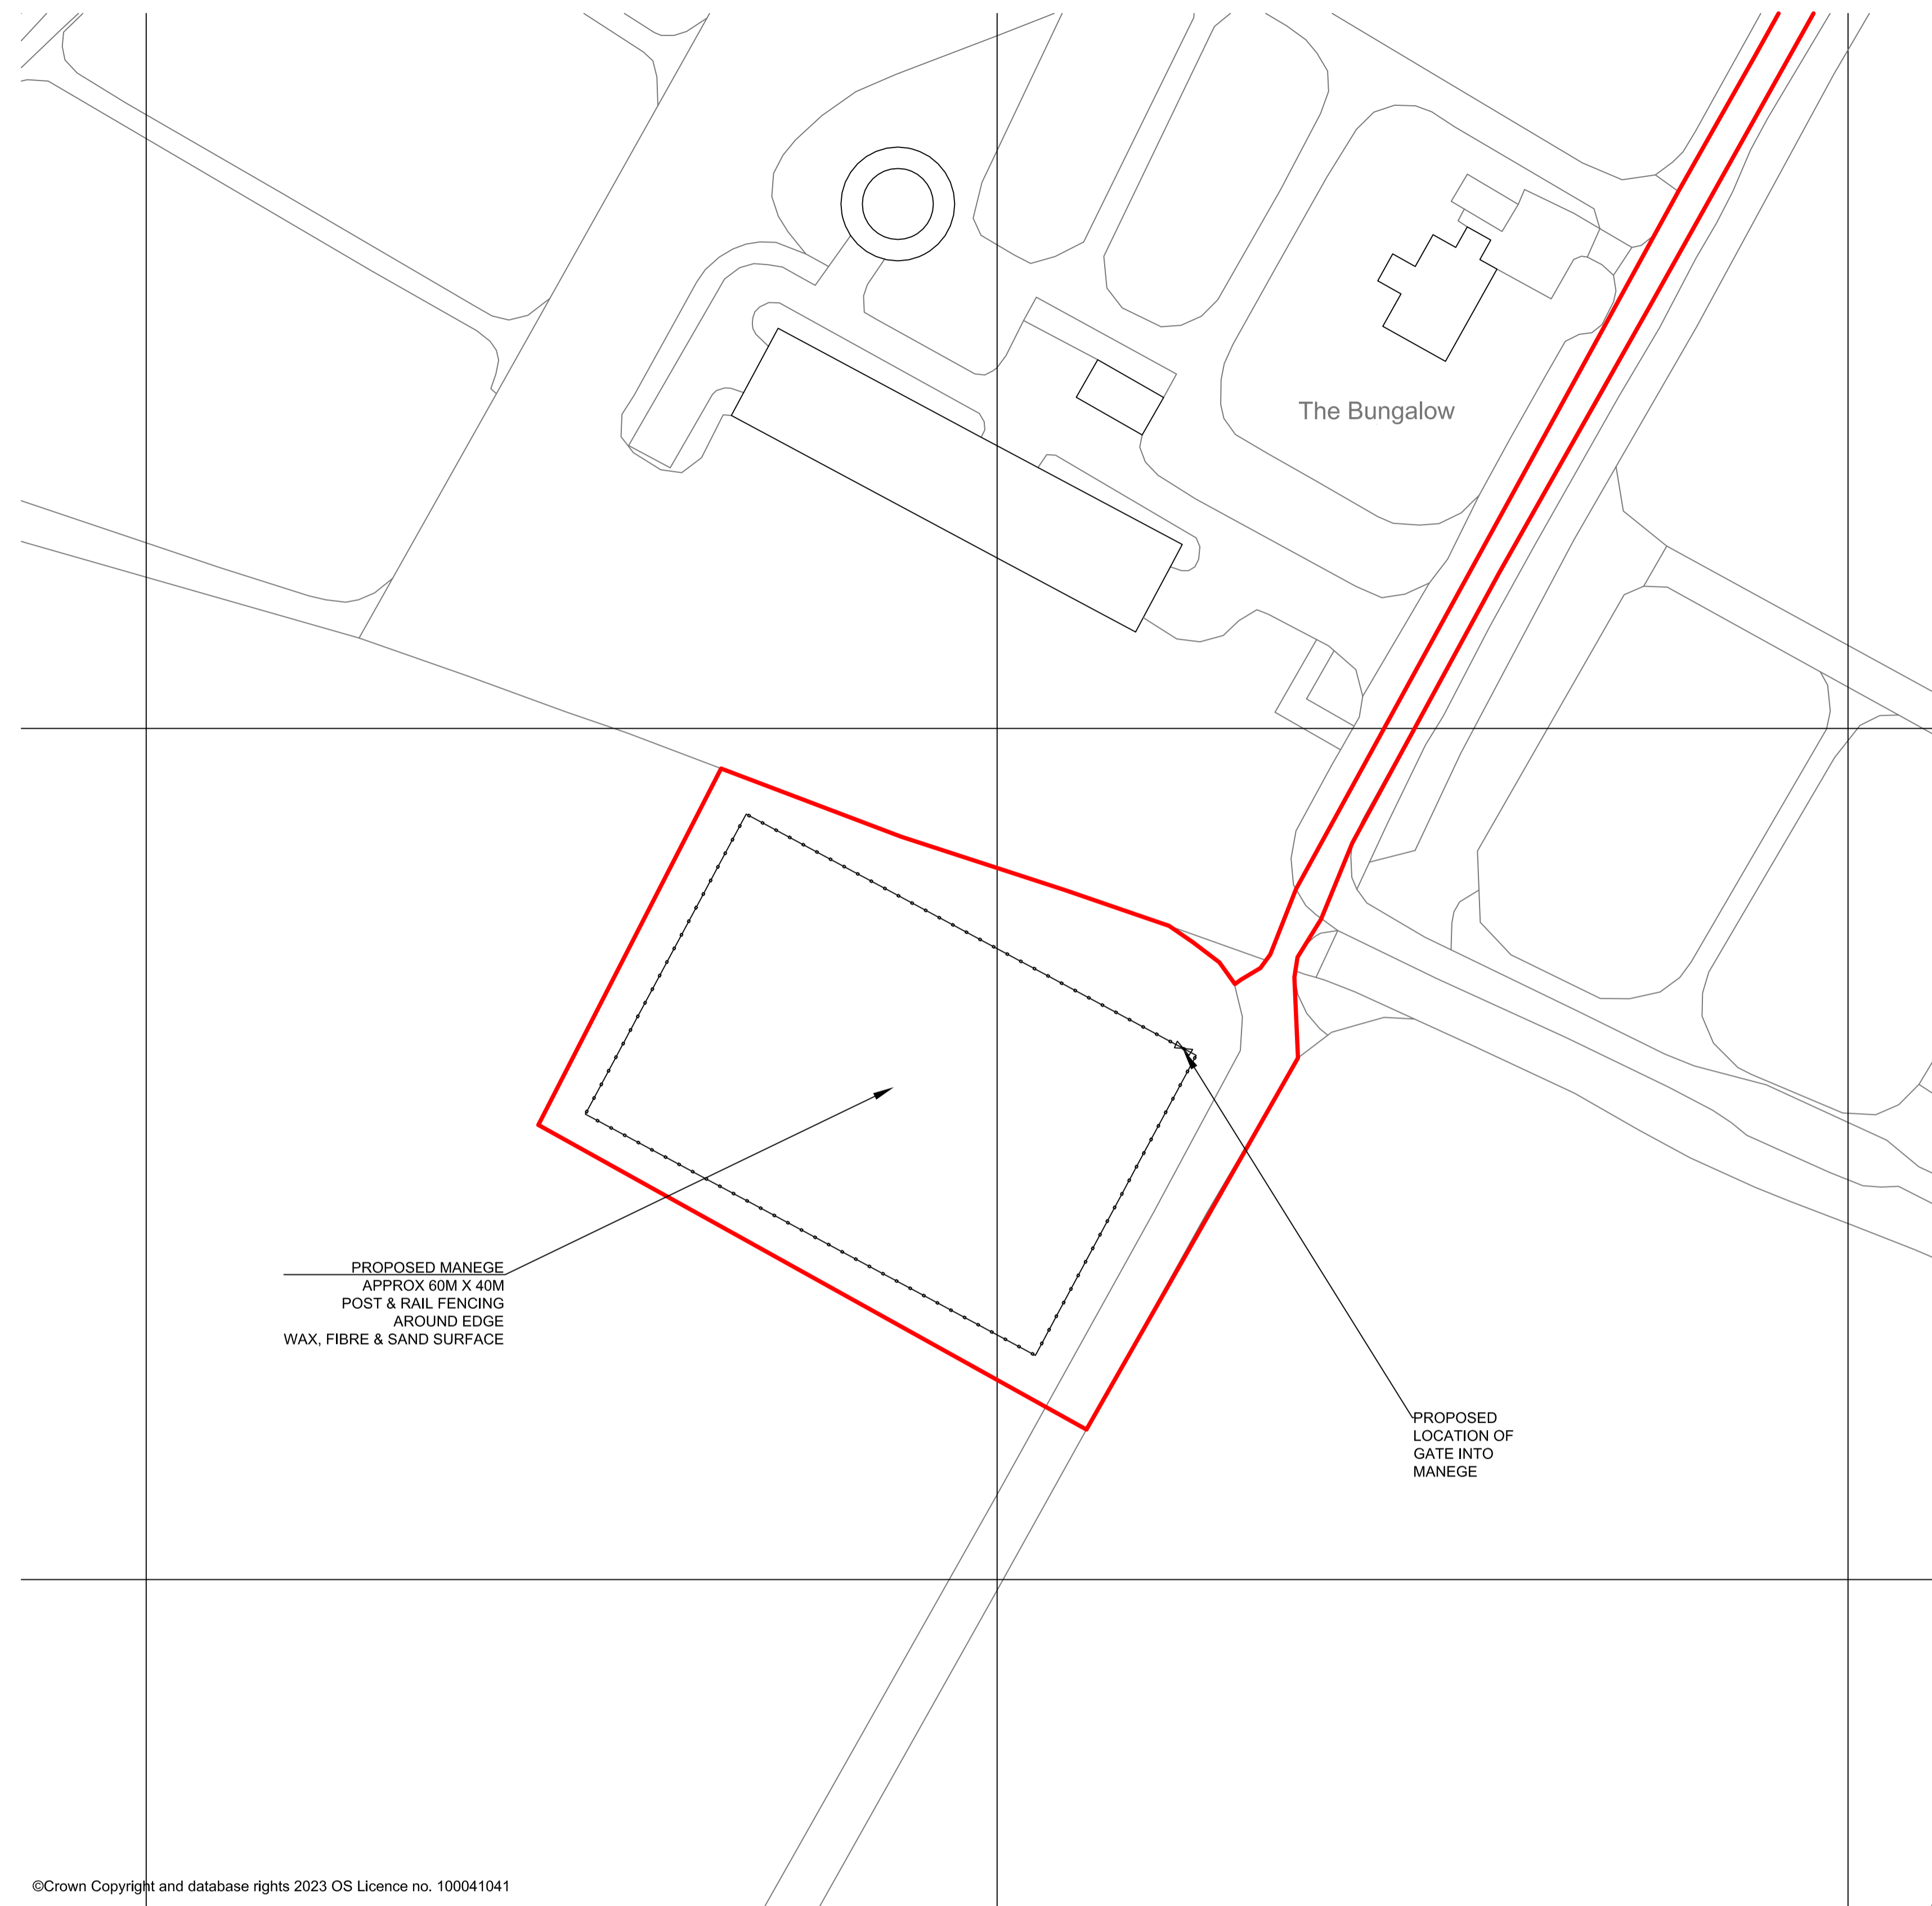 The Bungalow
PROPOSED MANEGE
APPROX 60M X 40M
POST & RAIL FENCING
AROUND EDGE
WAX, FIBRE & SAND SURFACE
PROPOSED
LOCATION OF
GATE INTO
MANEGE
©Crown Copyright and database rights 2023 OS Licence no. 100041041